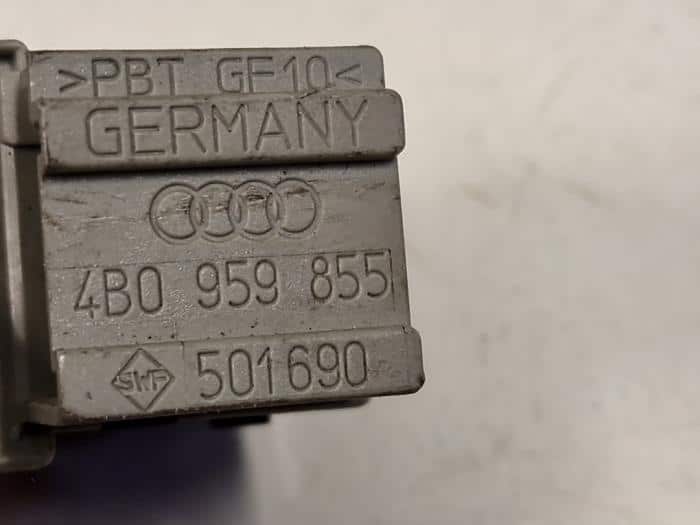 >PBT GF10<
GERMANY
4B0 959 855
SWF 501690